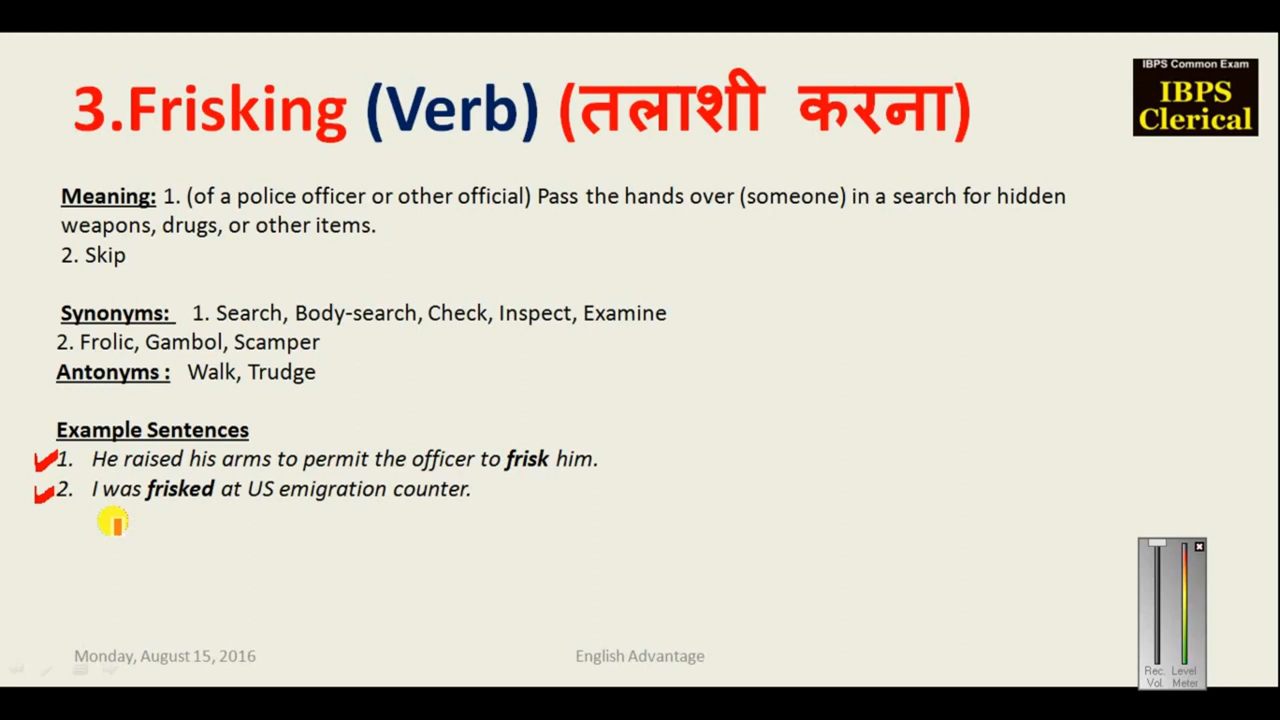 IBPS Common Exam
IBPS
Clerical
3.Frisking (Verb) (तलाशी करना)
Meaning: 1. (of a police officer or other official) Pass the hands over (someone) in a search for hidden
weapons, drugs, or other items.
2. Skip
Synonyms: 1. Search, Body-search, Check, Inspect, Examine
2. Frolic, Gambol, Scamper
Antonyms : Walk, Trudge
Example Sentences
1. He raised his arms to permit the officer to frisk him.
2. I was frisked at US emigration counter.
Monday, August 15, 2016
English Advantage
Rec. Level
Vol. Meter